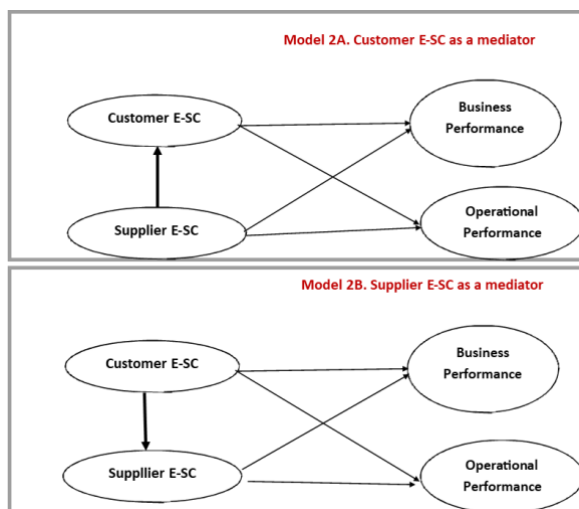 Model 2A. Customer E-SC as a mediator
Customer E-SC
Business
Performance
Supplier E-SC
Operational
Performance
Model 2B. Supplier E-SC as a mediator
Customer E-SC
Business
Performance
Suppllier E-SC
Operational
Performance